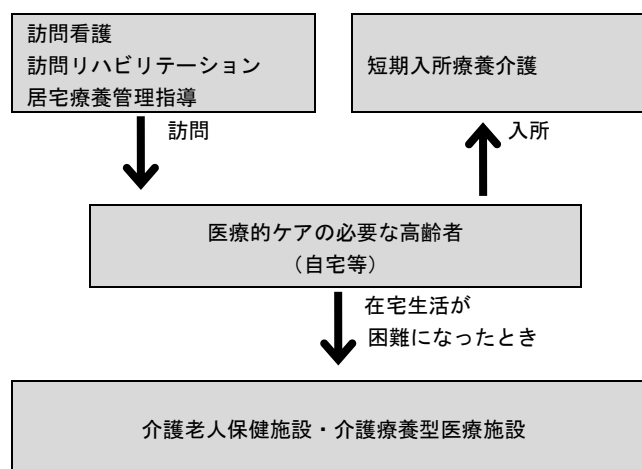 訪問看護
訪問リハビリテーション
居宅療養管理指導
短期入所療養介護
訪問
入所
医療的ケアの必要な高齢者
（自宅等）
在宅生活が
困難になったとき
介護老人保健施設・介護療養型医療施設